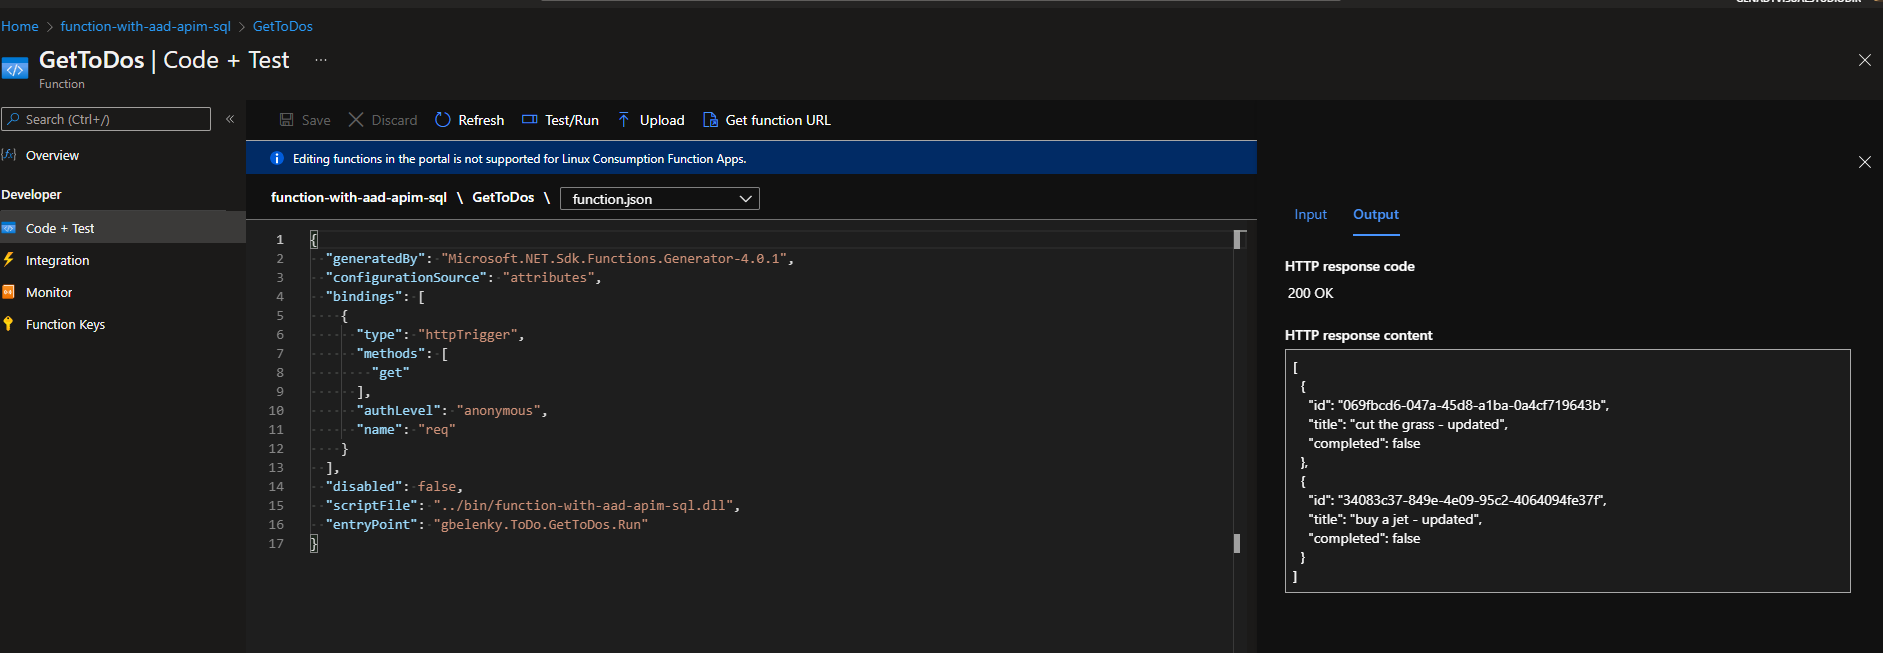 Home > function-with-aad-apim-sql > GetToDos
GetToDos | Code + Test ...
Function
Search (Ctrl+/) «
Overview
Developer
Code + Test
Integration
Monitor
Function Keys
Save Discard Refresh Test/Run Upload Get function URL
Editing functions in the portal is not supported for Linux Consumption Function Apps.
function-with-aad-apim-sql \ GetToDos \ function.json
1 {
2 "generatedBy": "Microsoft.NET.Sdk.Functions.Generator-4.0.1",
3 "configurationSource": "attributes",
4 "bindings": [
5 {
6 "type": "httpTrigger",
7 "methods": [
8 "get"
9 ],
10 "authLevel": "anonymous",
11 "name": "req"
12 }
13 ],
14 "disabled": false,
15 "scriptFile": "../bin/function-with-aad-apim-sql.dll",
16 "entryPoint": "gbelenky.ToDo.GetToDos.Run"
17 }
Input Output
HTTP response code
200 OK
HTTP response content
[
{
"id": "069fbcd6-047a-45d8-a1ba-0a4cf719643b",
"title": "cut the grass - updated",
"completed": false
},
{
"id": "34083c37-849e-4e09-95c2-4064094fe37f",
"title": "buy a jet - updated",
"completed": false
}
]